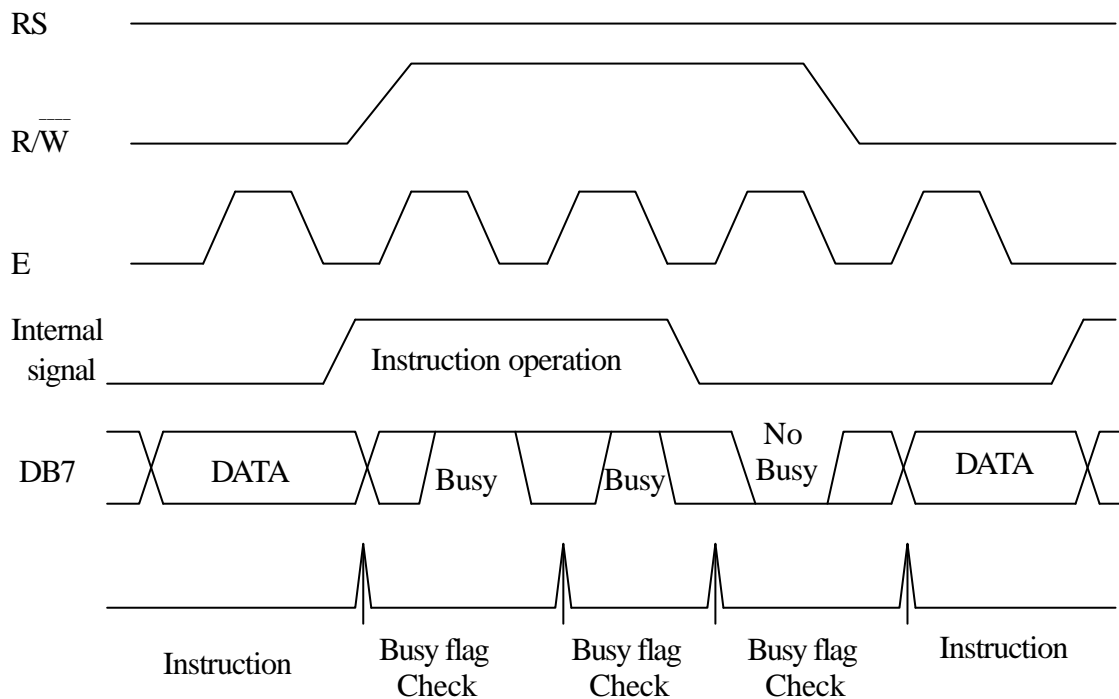 RS
R/W
E
Internal
signal
Instruction operation
DB7
DATA
Busy
Busy
No
Busy
DATA
Instruction
Busy flag
Check
Busy flag
Check
Busy flag
Check
Instruction